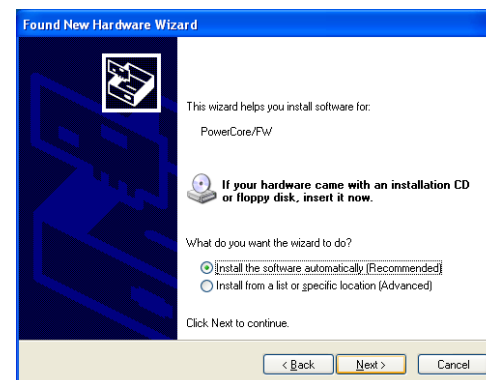 Found New Hardware Wizard
This wizard helps you install software for:
PowerCore/FW
If your hardware came with an installation CD
or floppy disk, insert it now.
What do you want the wizard to do?
Install the software automatically (Recommended)
Install from a list or specific location (Advanced)
Click Next to continue.
< Back Next > Cancel